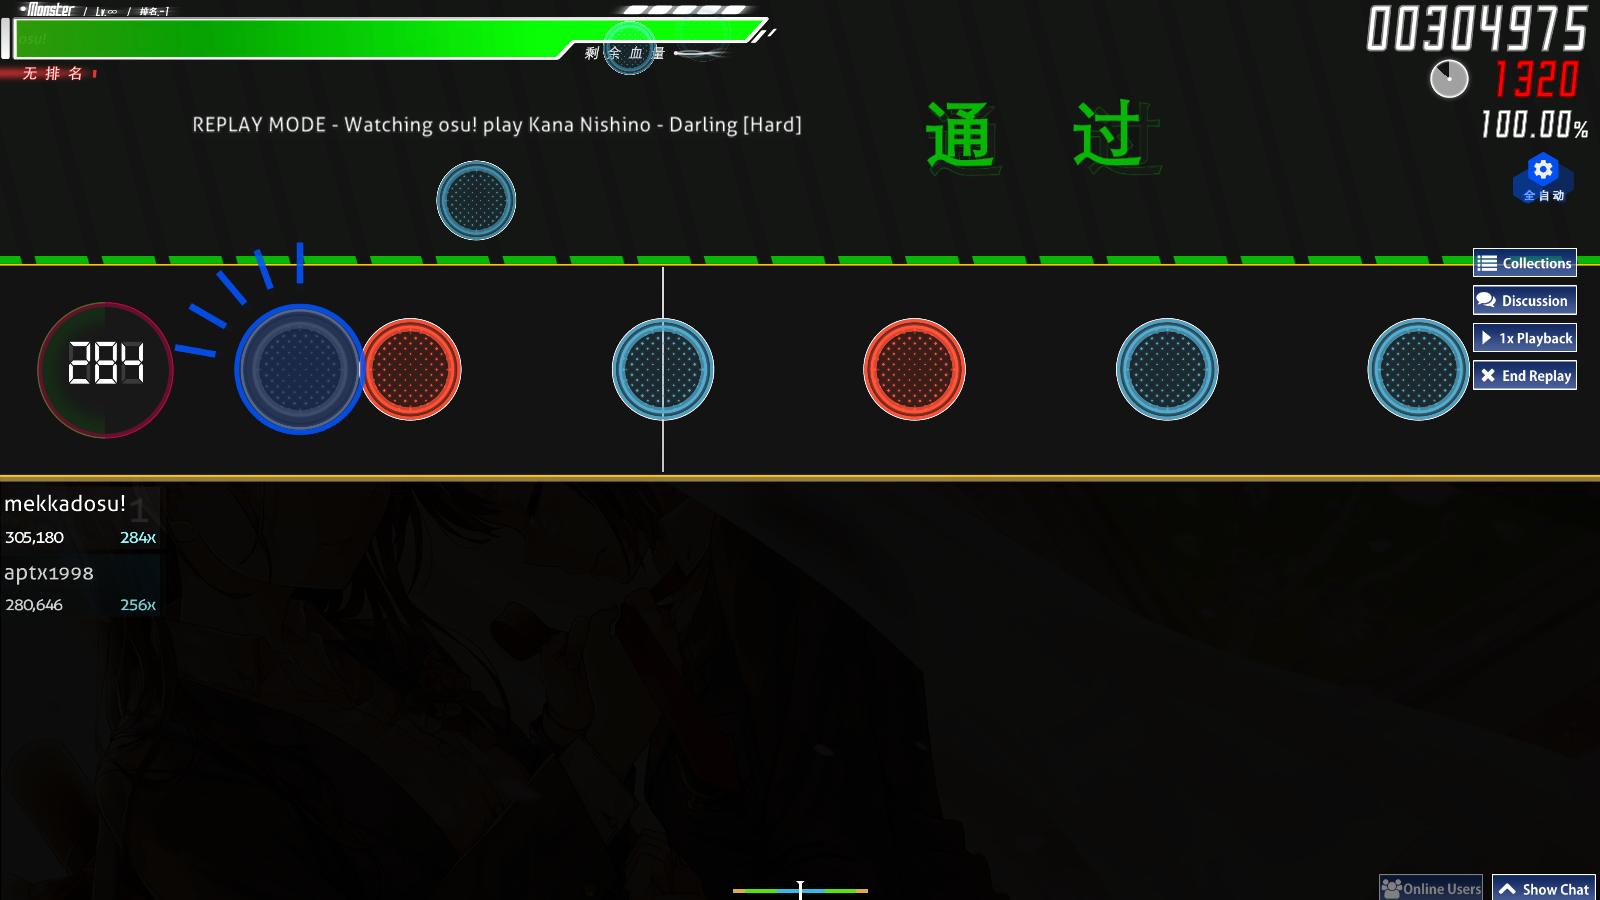 Monster / Lv.∞ / 排名-1
osu!
剩余血量
无排名
00304975
1320
100.00%
REPLAY MODE - Watching osu! play Kana Nishino - Darling [Hard]
通过
全自动
Collections
Discussion
1x Playback
End Replay
284
mekkadosu!
1
305,180 284x
aptx1998
280,646 256x
Online Users
Show Chat